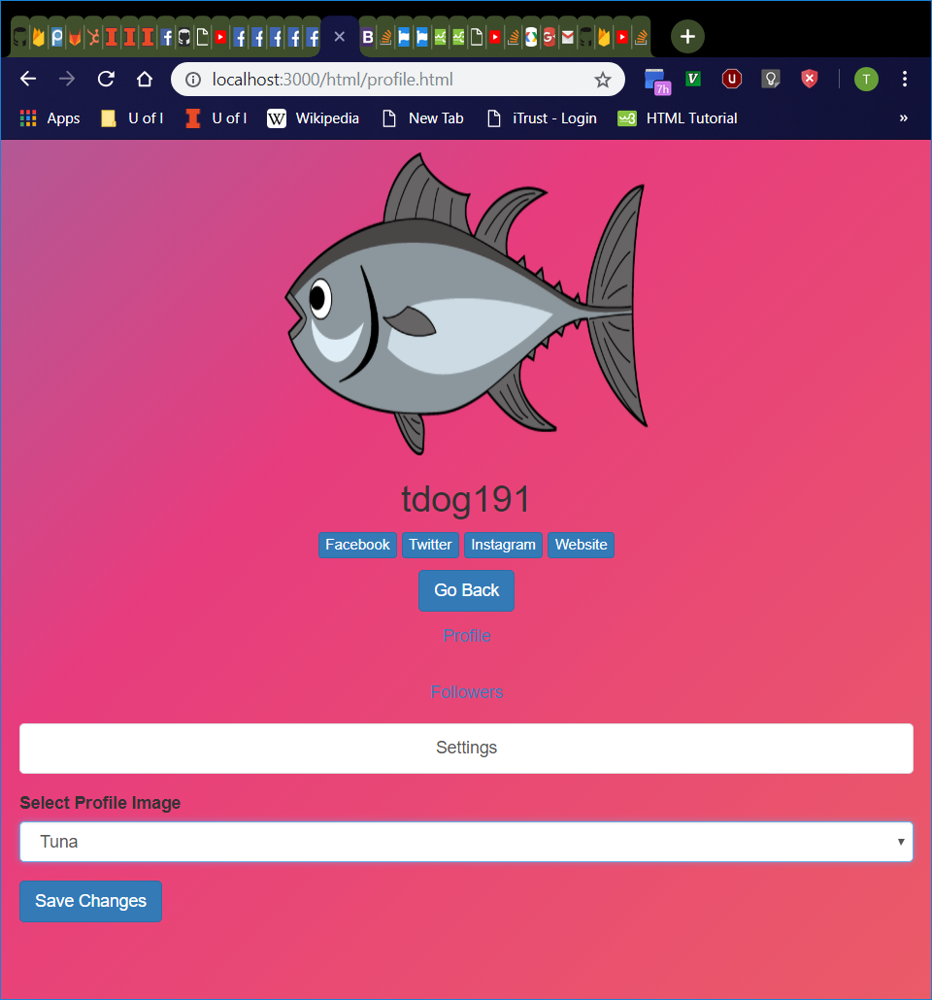 localhost:3000/html/profile.html
7h
T
Apps U of I U of I Wikipedia New Tab iTrust - Login HTML Tutorial »
tdog191
Facebook Twitter Instagram Website
Go Back
Profile
Followers
Settings
Select Profile Image
Tuna
Save Changes